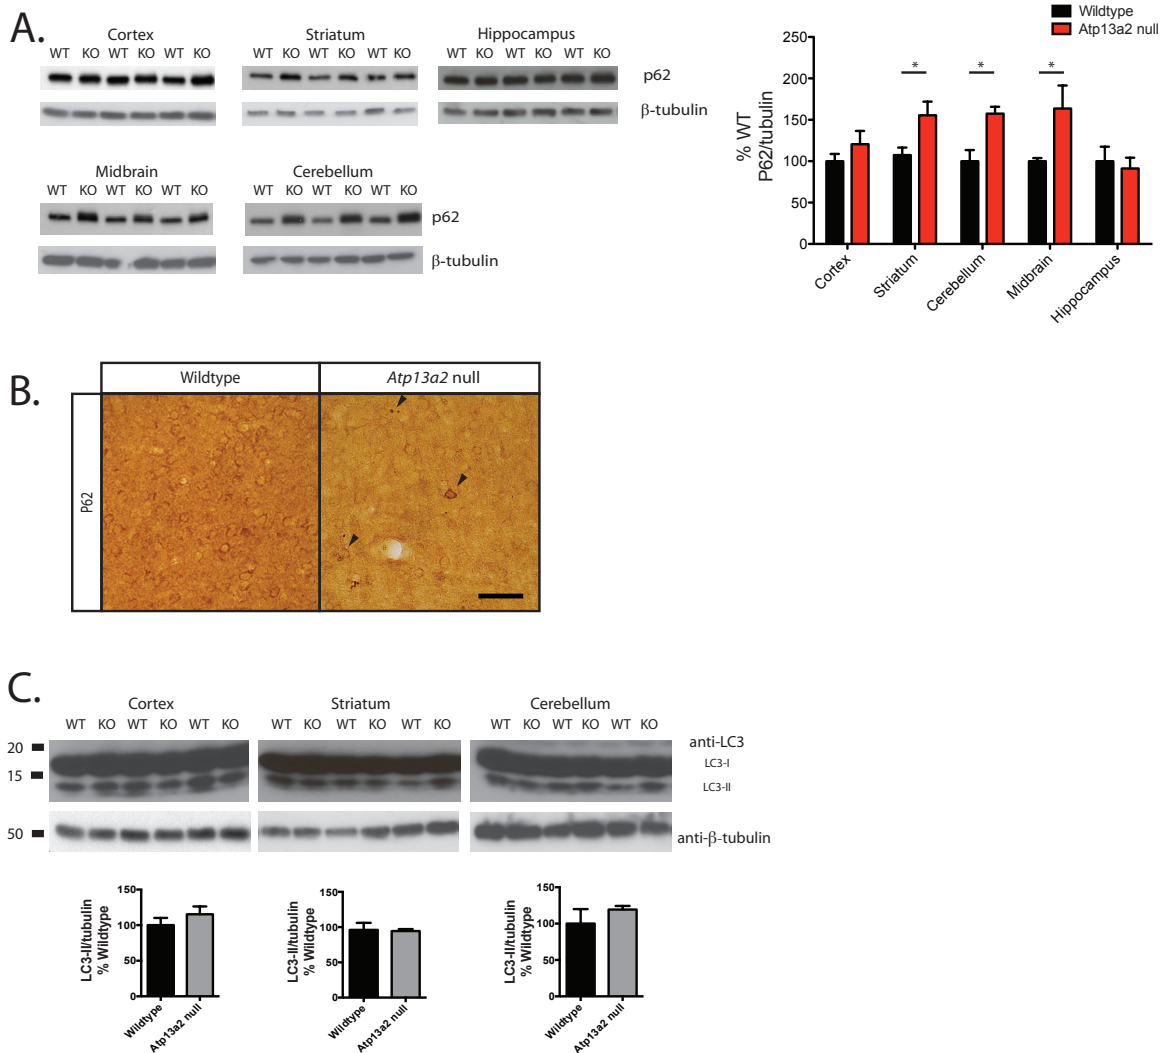 A.
Cortex
WT KO WT KO WT KO
Striatum
WT KO WT KO WT KO
Hippocampus
WT KO WT KO WT KO
p62
β-tubulin
Midbrain
WT KO WT KO WT KO
Cerebellum
WT KO WT KO WT KO
p62
β-tubulin
Wildtype
Atp13a2 null
% WT
P62/tubulin
250
200
150
100
50
0
*
*
*
Cortex
Striatum
Cerebellum
Midbrain
Hippocampus
B.
Wildtype
Atp13a2 null
P62
C.
Cortex
WT KO WT KO WT KO
Striatum
WT KO WT KO WT KO
Cerebellum
WT KO WT KO WT KO
20
15
50
anti-LC3
LC3-I
LC3-II
anti-β-tubulin
LC3-II/tubulin
% Wildtype
150
100
50
0
Wildtype
Atp13a2 null
LC3-II/tubulin
% Wildtype
150
100
50
0
Wildtype
Atp13a2 null
LC3-II/tubulin
% Wildtype
150
100
50
0
Wildtype
Atp13a2 null